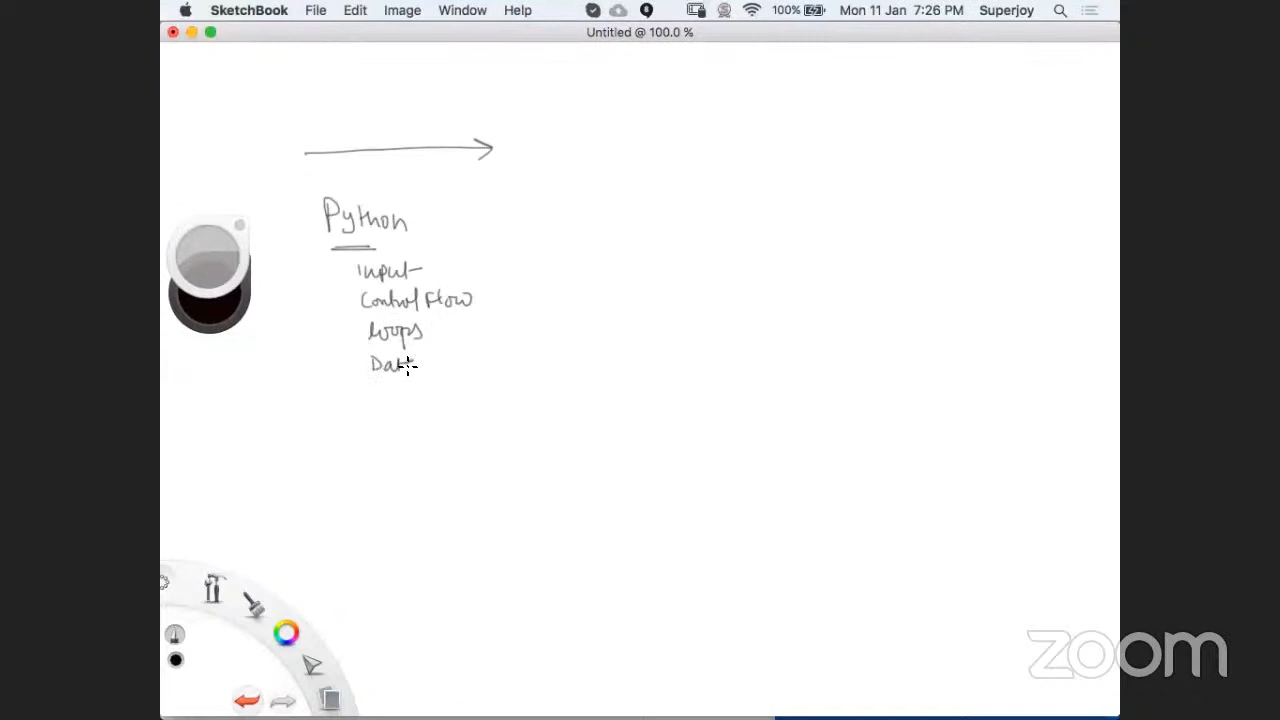 SketchBook File Edit Image Window Help 100% Mon 11 Jan 7:26 PM Superjoy
Untitled @ 100.0 %
Python
Input
Control Flow
loops
Dat
zoom